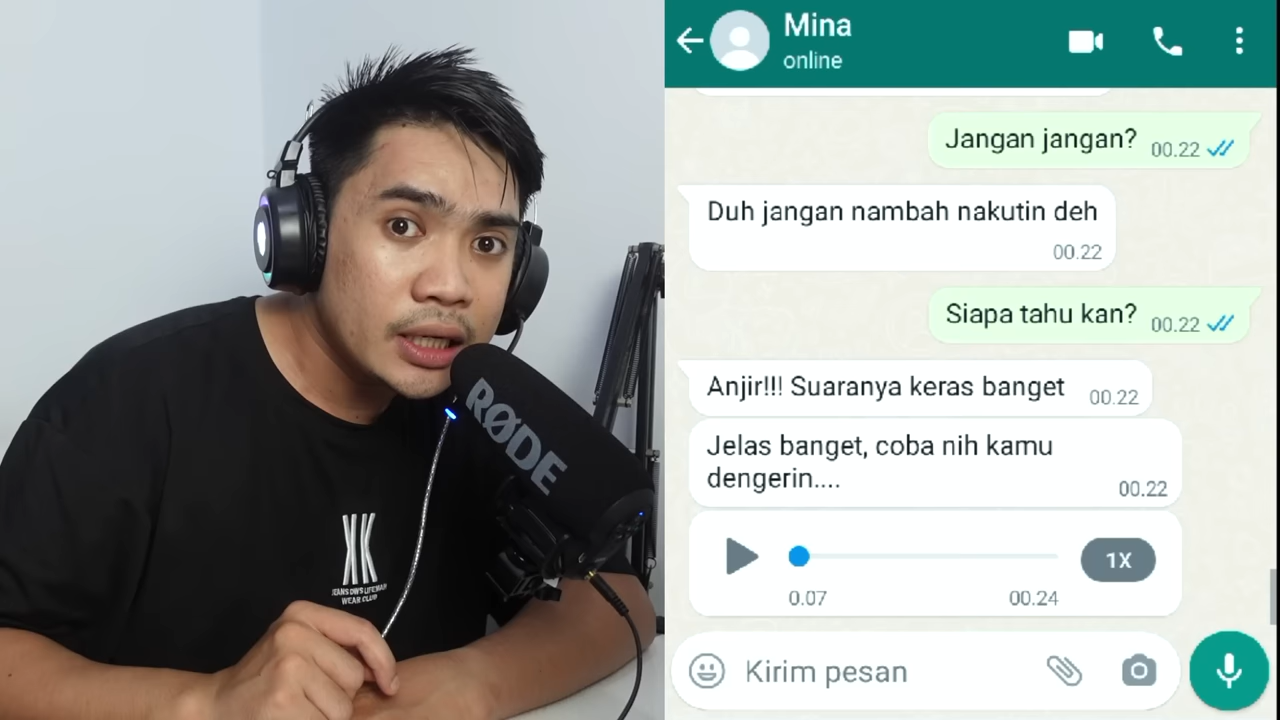 Mina
online
Jangan jangan?
00.22
Duh jangan nambah nakutin deh
00.22
Siapa tahu kan?
00.22
Anjir!!! Suaranya keras banget
00.22
Jelas banget, coba nih kamu
dengerin....
00.22
1X
0.07
00.24
Kirim pesan
RØDE
WEAR CLUB